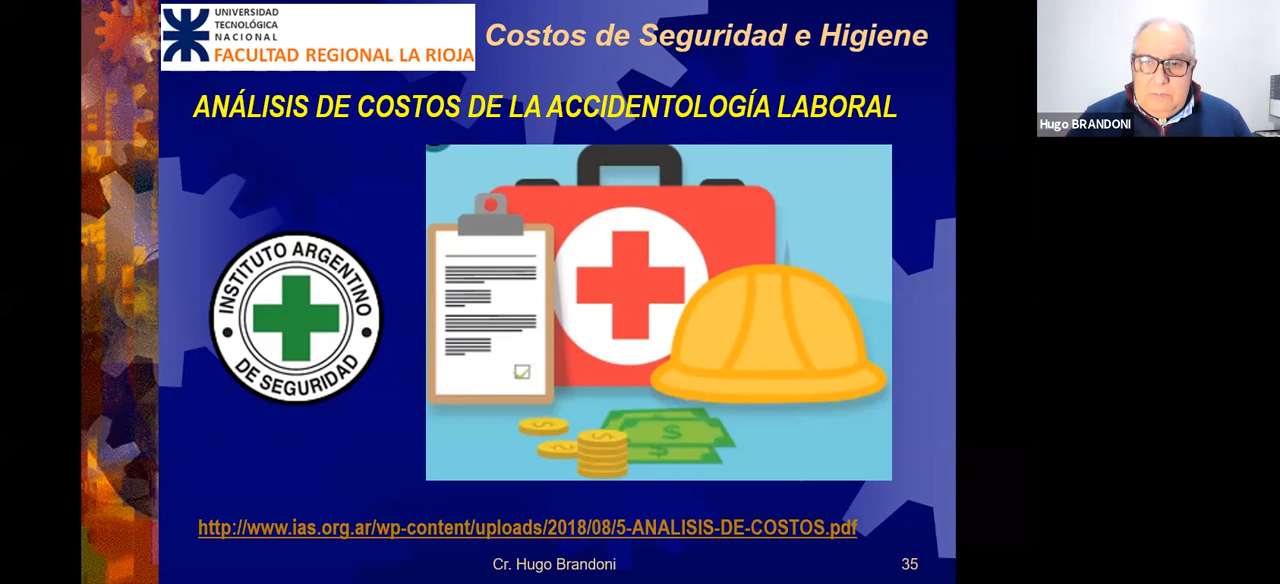 UNIVERSIDAD
TECNOLÓGICA
NACIONAL
FACULTAD REGIONAL LA RIOJA
Costos de Seguridad e Higiene
ANÁLISIS DE COSTOS DE LA ACCIDENTOLOGÍA LABORAL
Hugo BRANDONI
INSTITUTO ARGENTINO
DE SEGURIDAD
http://www.ias.org.ar/wp-content/uploads/2018/08/5-ANALISIS-DE-COSTOS.pdf
Cr. Hugo Brandoni
35